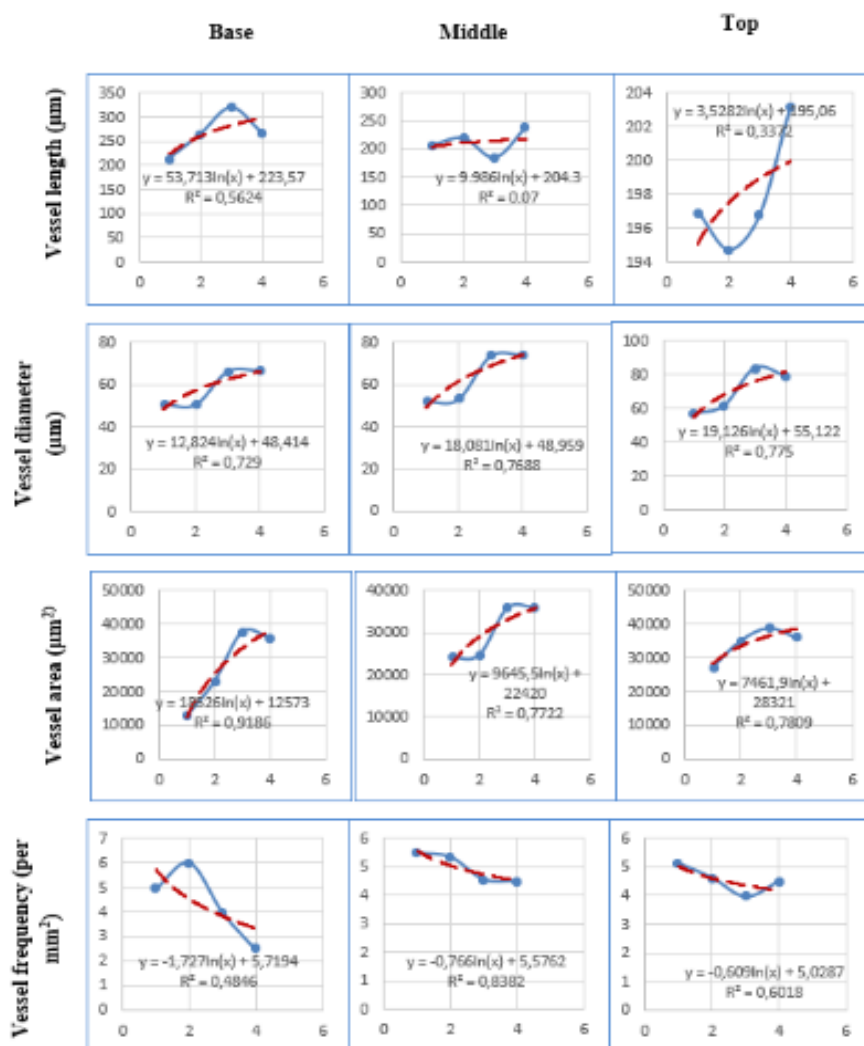 Base
Middle
Top
Vessel length (µm)
350
300
250
200
150
100
50
0
y = 53,713ln(x) + 223,57
R² = 0,5624
0 2 4 6
300
250
200
150
100
50
0
y = 9.986ln(x) + 204.3
R² = 0.07
0 2 4 6
204
202
200
198
196
194
y = 3,5282ln(x) + 195,06
R² = 0,3372
0 2 4 6
Vessel diameter
(µm)
80
60
40
20
0
y = 12,824ln(x) + 48,414
R² = 0,729
0 2 4 6
80
60
40
20
0
y = 18,081ln(x) + 48,959
R² = 0,7688
0 2 4 6
100
80
60
40
20
0
y = 19,126ln(x) + 55,122
R² = 0,775
0 2 4 6
Vessel area (µm²)
50000
40000
30000
20000
10000
0
y = + 12573
R² = 0,9186
0 2 4 6
40000
30000
20000
10000
0
y = 9645,5ln(x) +
22420
R² = 0,7722
0 2 4 6
50000
40000
30000
20000
10000
0
y = 7461,9ln(x) +
28321
R² = 0,7809
0 2 4 6
Vessel frequency (per
mm²)
7
6
5
4
3
2
1
0
y = -1,727ln(x) + 5,7194
R² = 0,4846
0 2 4 6
6
5
4
3
2
1
0
y = -0,766ln(x) + 5,5762
R² = 0,8382
0 2 4 6
6
5
4
3
2
1
0
y = -0,609ln(x) + 5,0287
R² = 0,6018
0 2 4 6